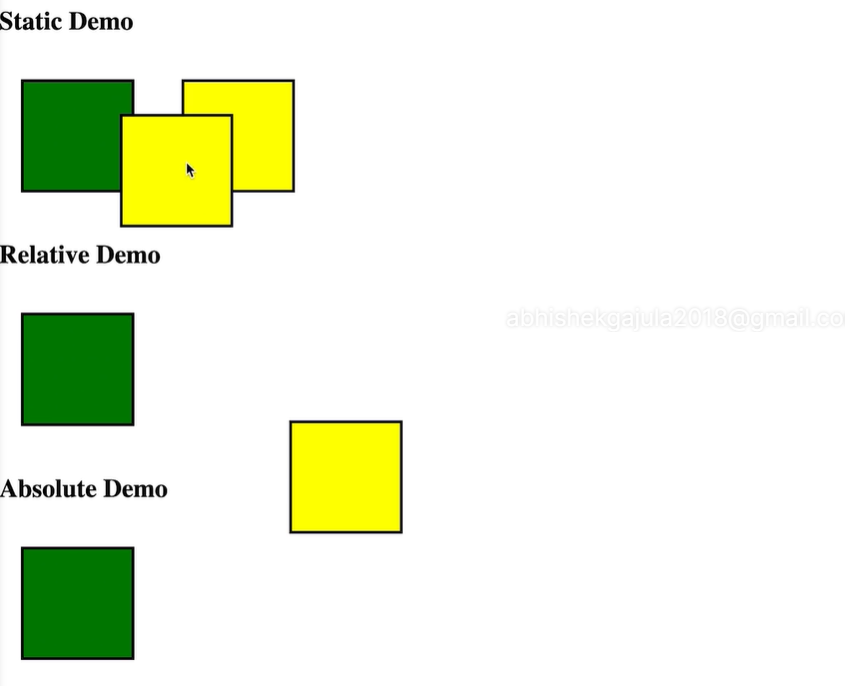 Static Demo
Relative Demo
abhishekgajula2018@gmail.co
Absolute Demo